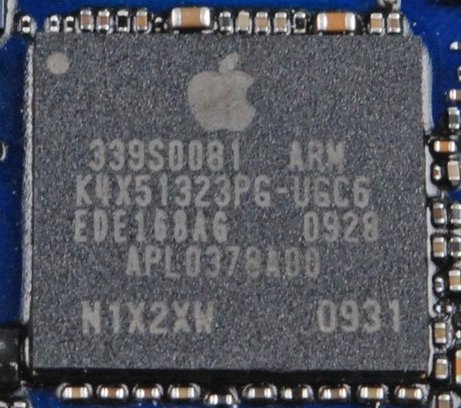 339S0081 ARM
K4X51323PG-UGC6
EDE168AG 0928
APL0378A00
N1X2XW 0931